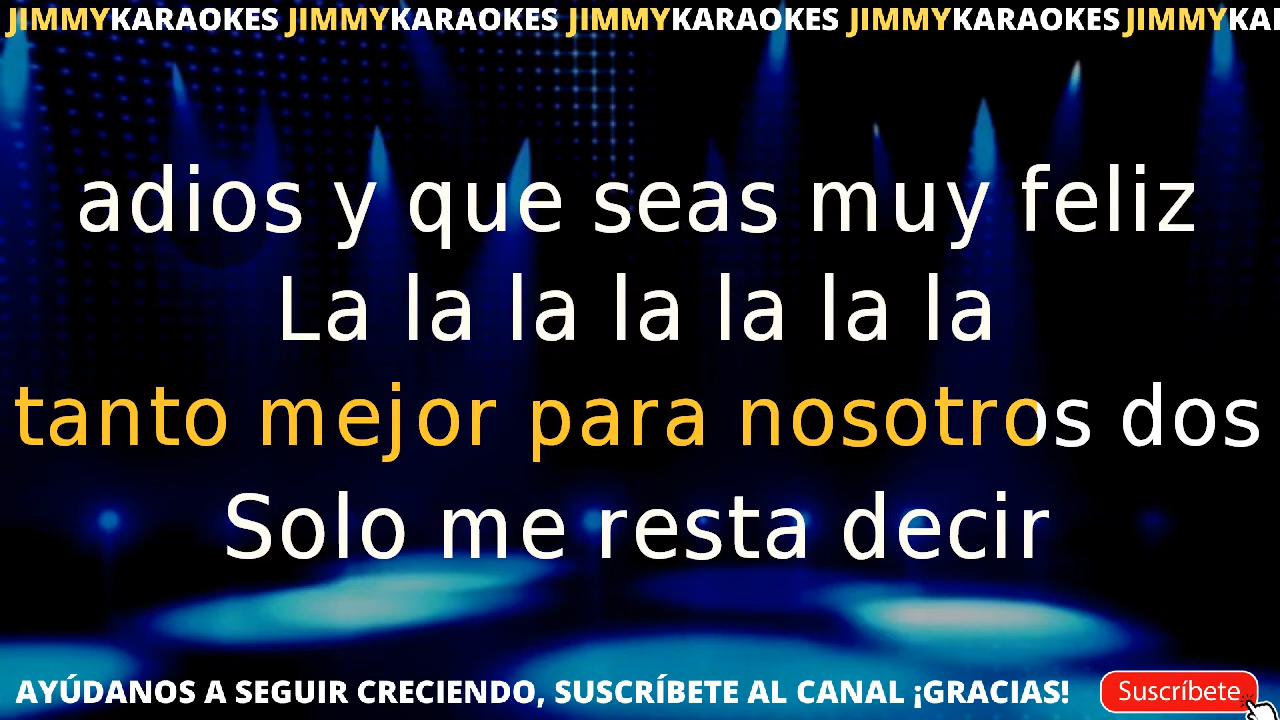 JIMMYKARAOKES JIMMYKARAOKES JIMMYKARAOKES JIMMYKARAOKES JIMMYKA
adios y que seas muy feliz
La la la la la la la
tanto mejor para nosotros dos
Solo me resta decir
AYÚDANOS A SEGUIR CRECIENDO, SUSCRÍBETE AL CANAL ¡GRACIAS! Suscríbete